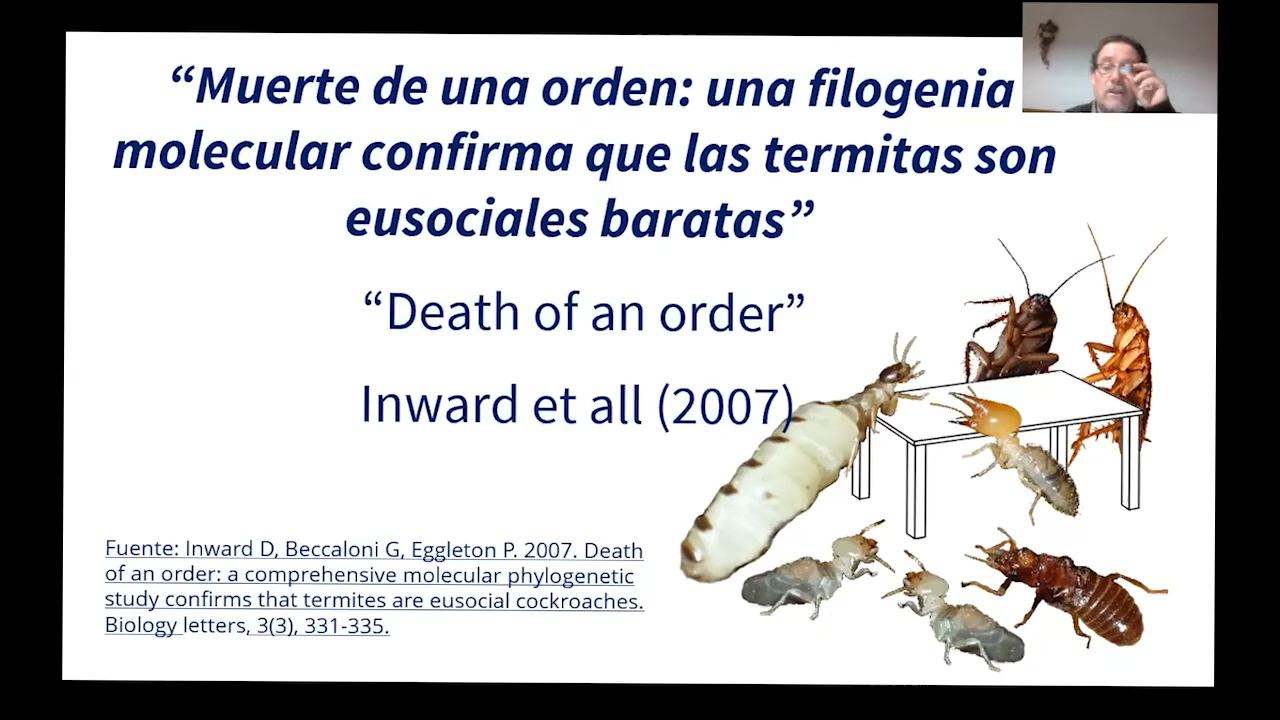 “Muerte de una orden: una filogenia
molecular confirma que las termitas son
eusociales baratas”
“Death of an order”
Inward et all (2007)
Fuente: Inward D, Beccaloni G, Eggleton P. 2007. Death
of an order: a comprehensive molecular phylogenetic
study confirms that termites are eusocial cockroaches.
Biology letters, 3(3), 331-335.